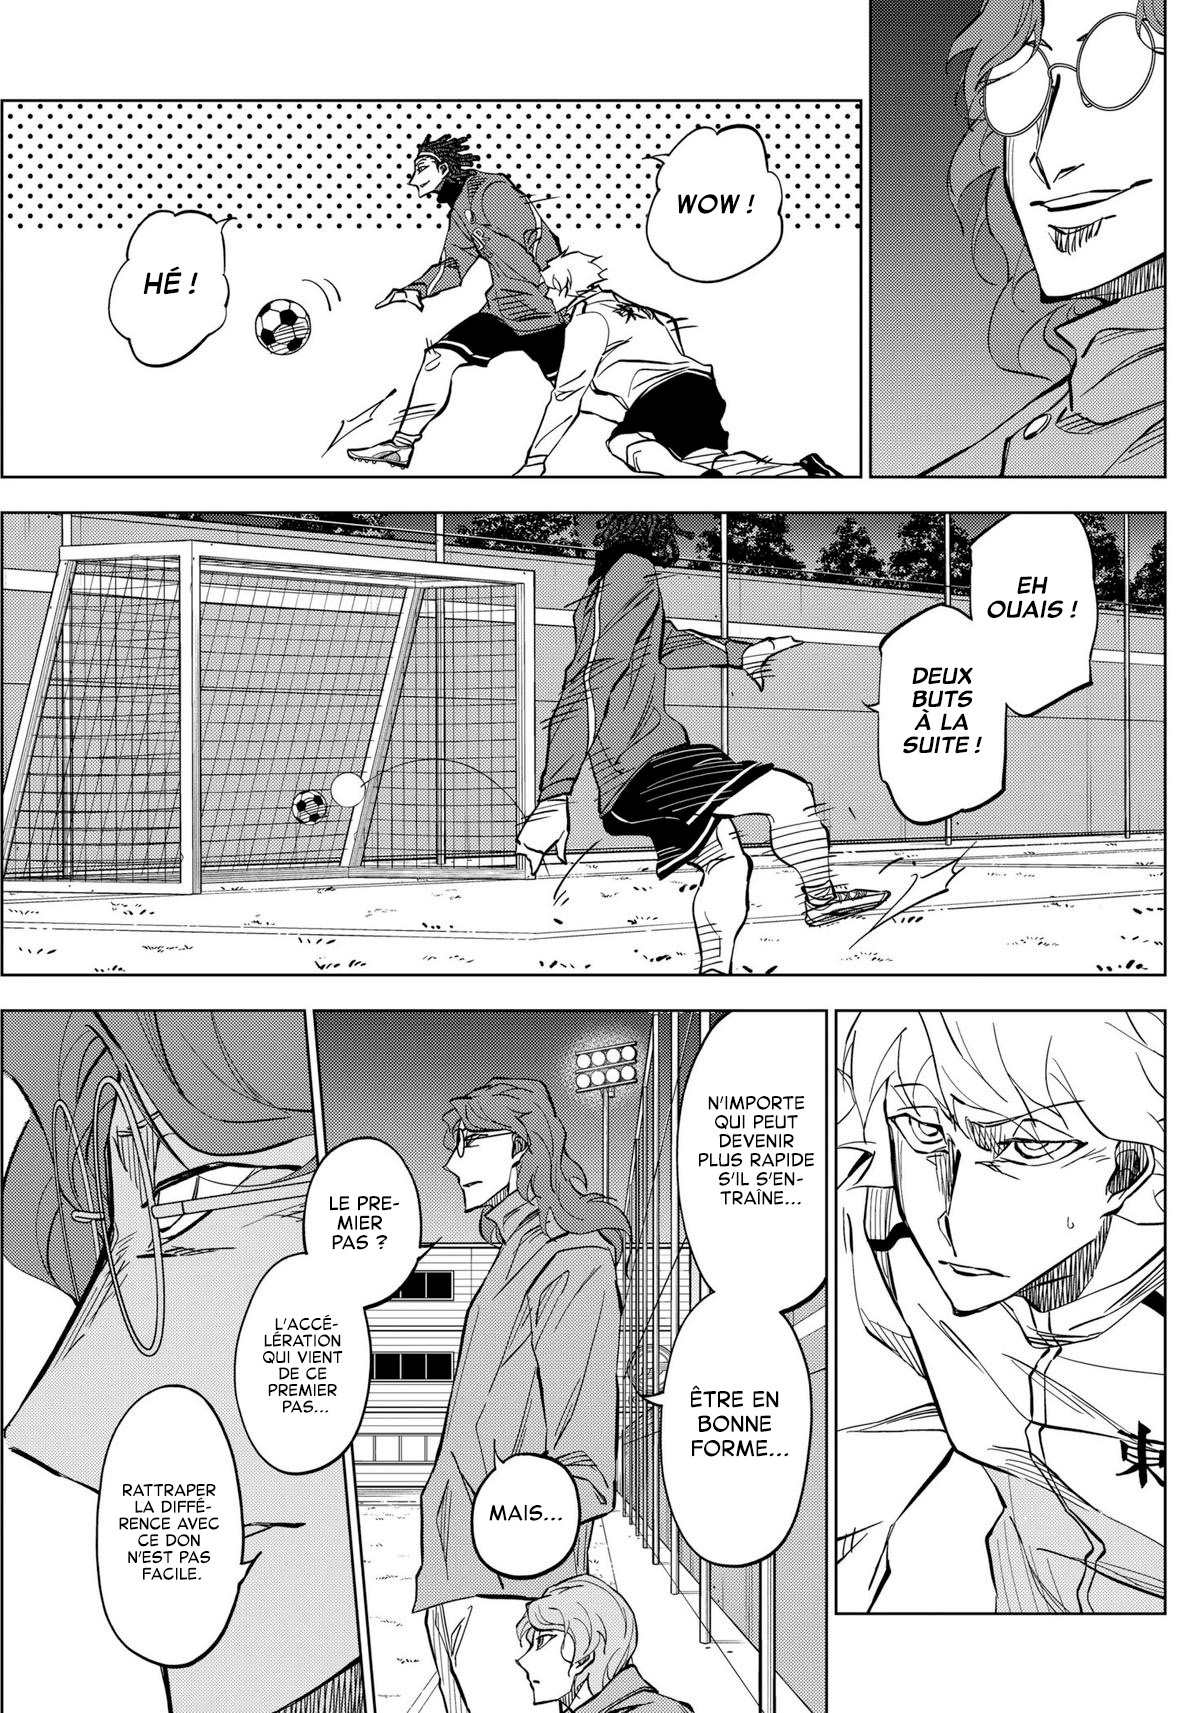 WOW !
HÉ !
EH
OUAIS !
DEUX
BUTS
À LA
SUITE !
東
N'IMPORTE
QUI PEUT
DEVENIR
PLUS RAPIDE
S'IL S'EN-
TRAÎNE...
ÊTRE EN
BONNE
FORME...
MAIS...
LE PRE-
MIER
PAS ?
L'ACCÉ-
LÉRATION
QUI VIENT
DE CE
PREMIER
PAS...
RATTRAPER
LA DIFFÉ-
RENCE AVEC
CE DON
N'EST PAS
FACILE.